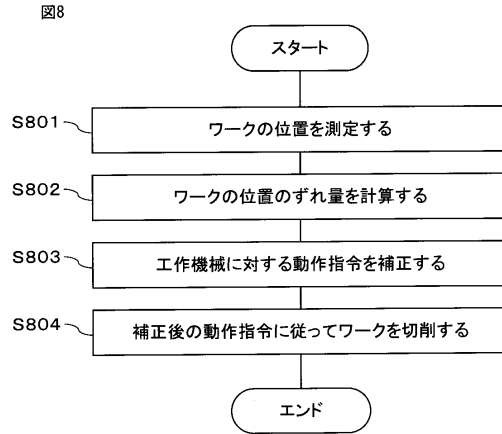 図8
スタート
S801
ワークの位置を測定する
S802
ワークの位置のずれ量を計算する
S803
工作機械に対する動作指令を補正する
S804
補正後の動作指令に従ってワークを切削する
エンド